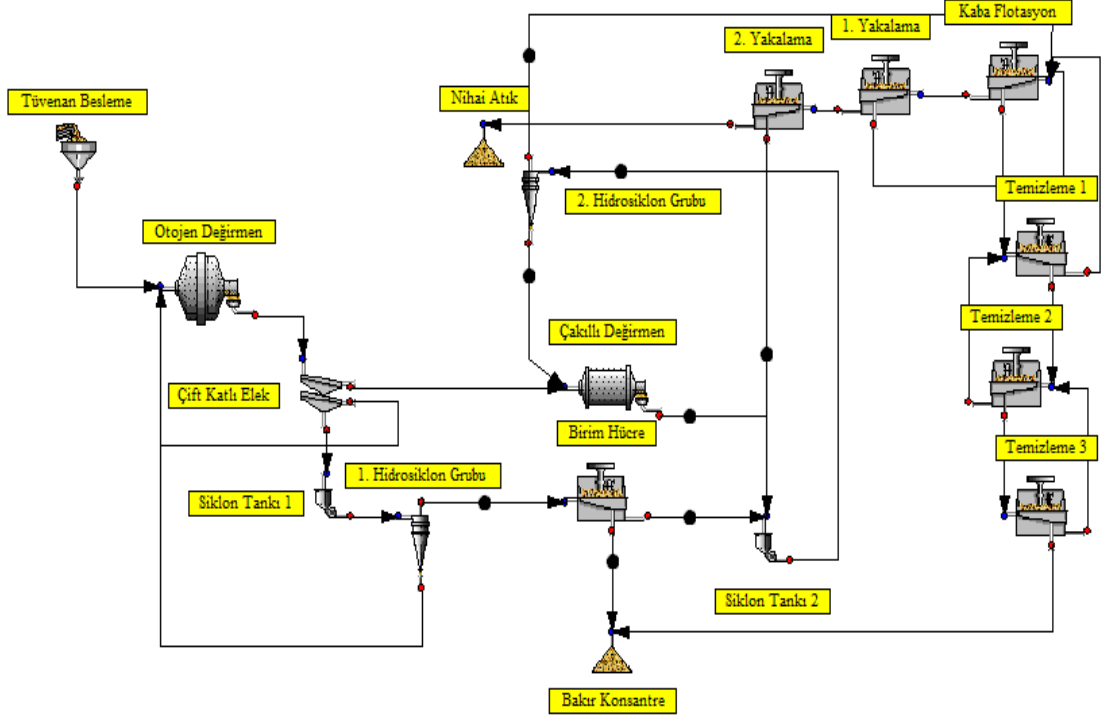 Kaba Flotasyon
1. Yakalama
2. Yakalama
Tüvenan Besleme
Nihai Atık
Temizleme 1
2. Hidrosiklon Grubu
Otojen Değirmen
Temizleme 2
Çakıllı Değirmen
Çift Katlı Elek
Birim Hücre
Temizleme 3
1. Hidrosiklon Grubu
Siklon Tankı 1
Siklon Tankı 2
Bakır Konsantre